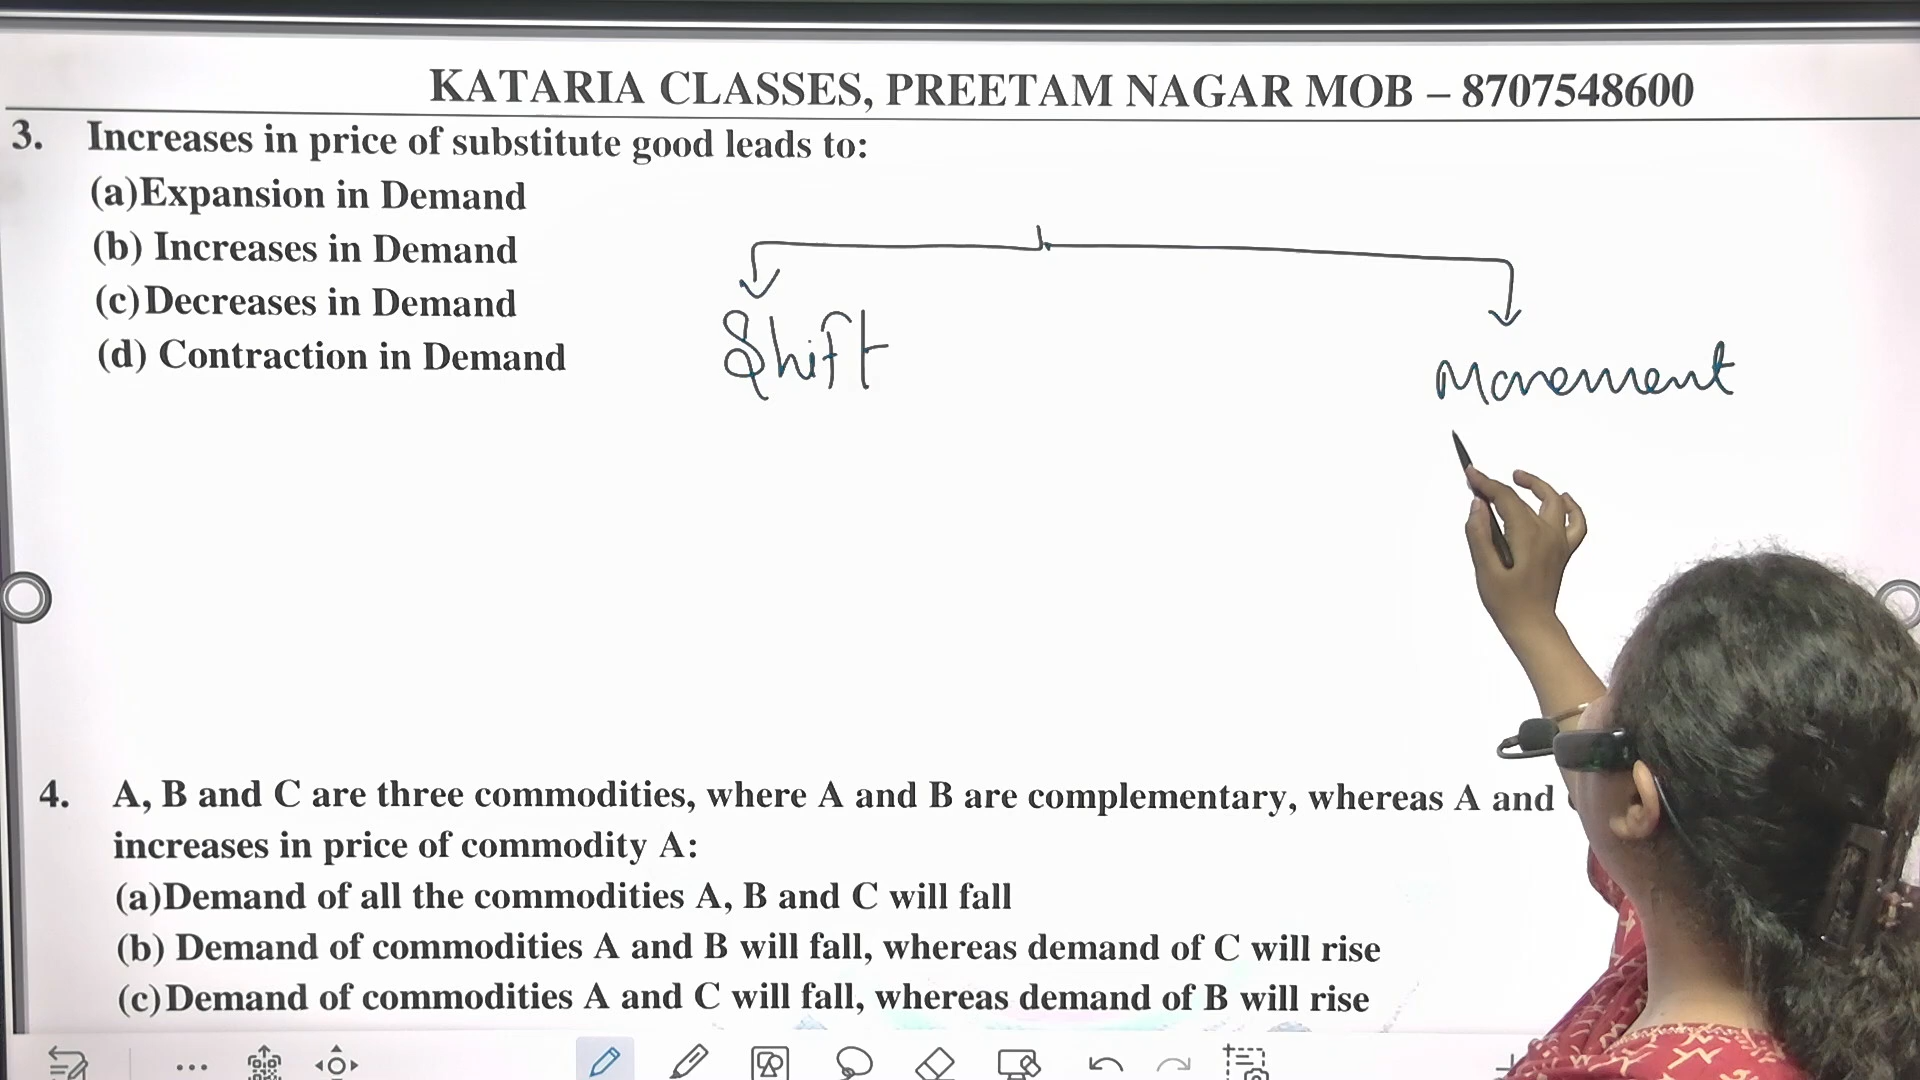 KATARIA CLASSES, PREETAM NAGAR MOB – 8707548600
3. Increases in price of substitute good leads to:
(a)Expansion in Demand
(b) Increases in Demand
(c)Decreases in Demand
(d) Contraction in Demand
Shift
Movement
4. A, B and C are three commodities, where A and B are complementary, whereas A and
increases in price of commodity A:
(a)Demand of all the commodities A, B and C will fall
(b) Demand of commodities A and B will fall, whereas demand of C will rise
(c)Demand of commodities A and C will fall, whereas demand of B will rise